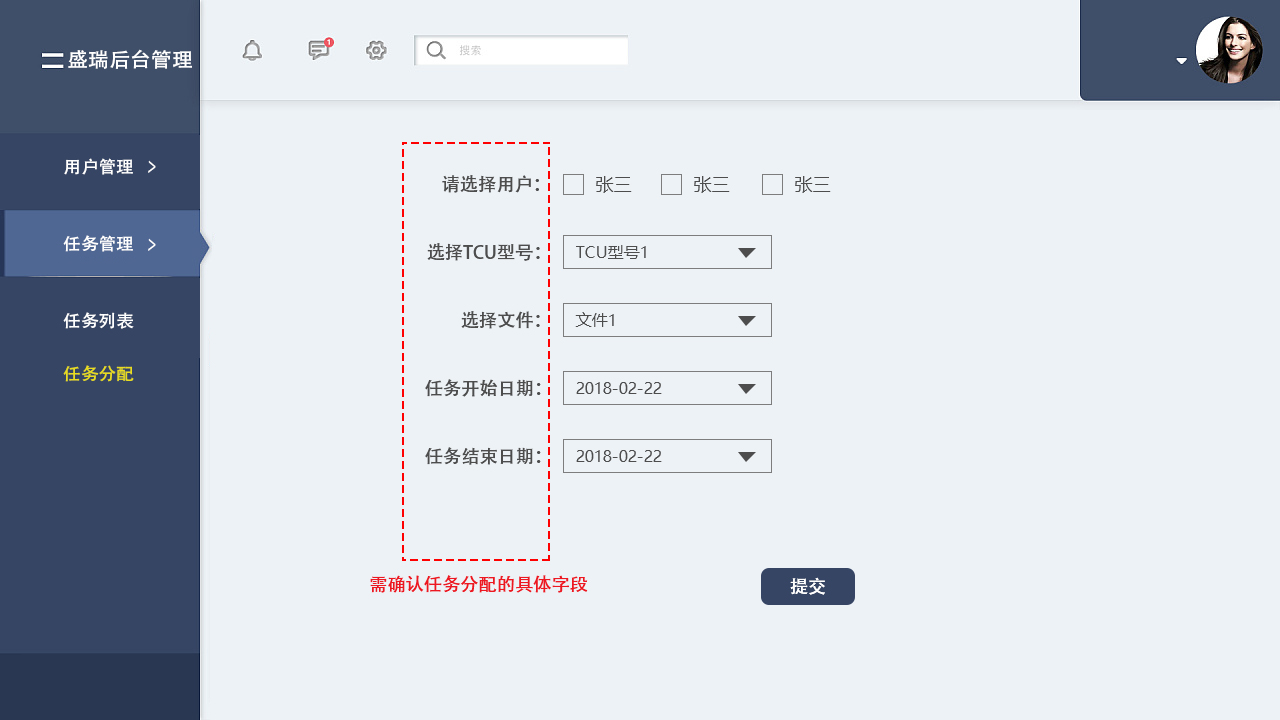 盛瑞后台管理
1
搜索
用户管理 >
任务管理 >
任务列表
任务分配
请选择用户： 张三 张三 张三
选择TCU型号： TCU型号1
选择文件： 文件1
任务开始日期： 2018-02-22
任务结束日期： 2018-02-22
需确认任务分配的具体字段
提交